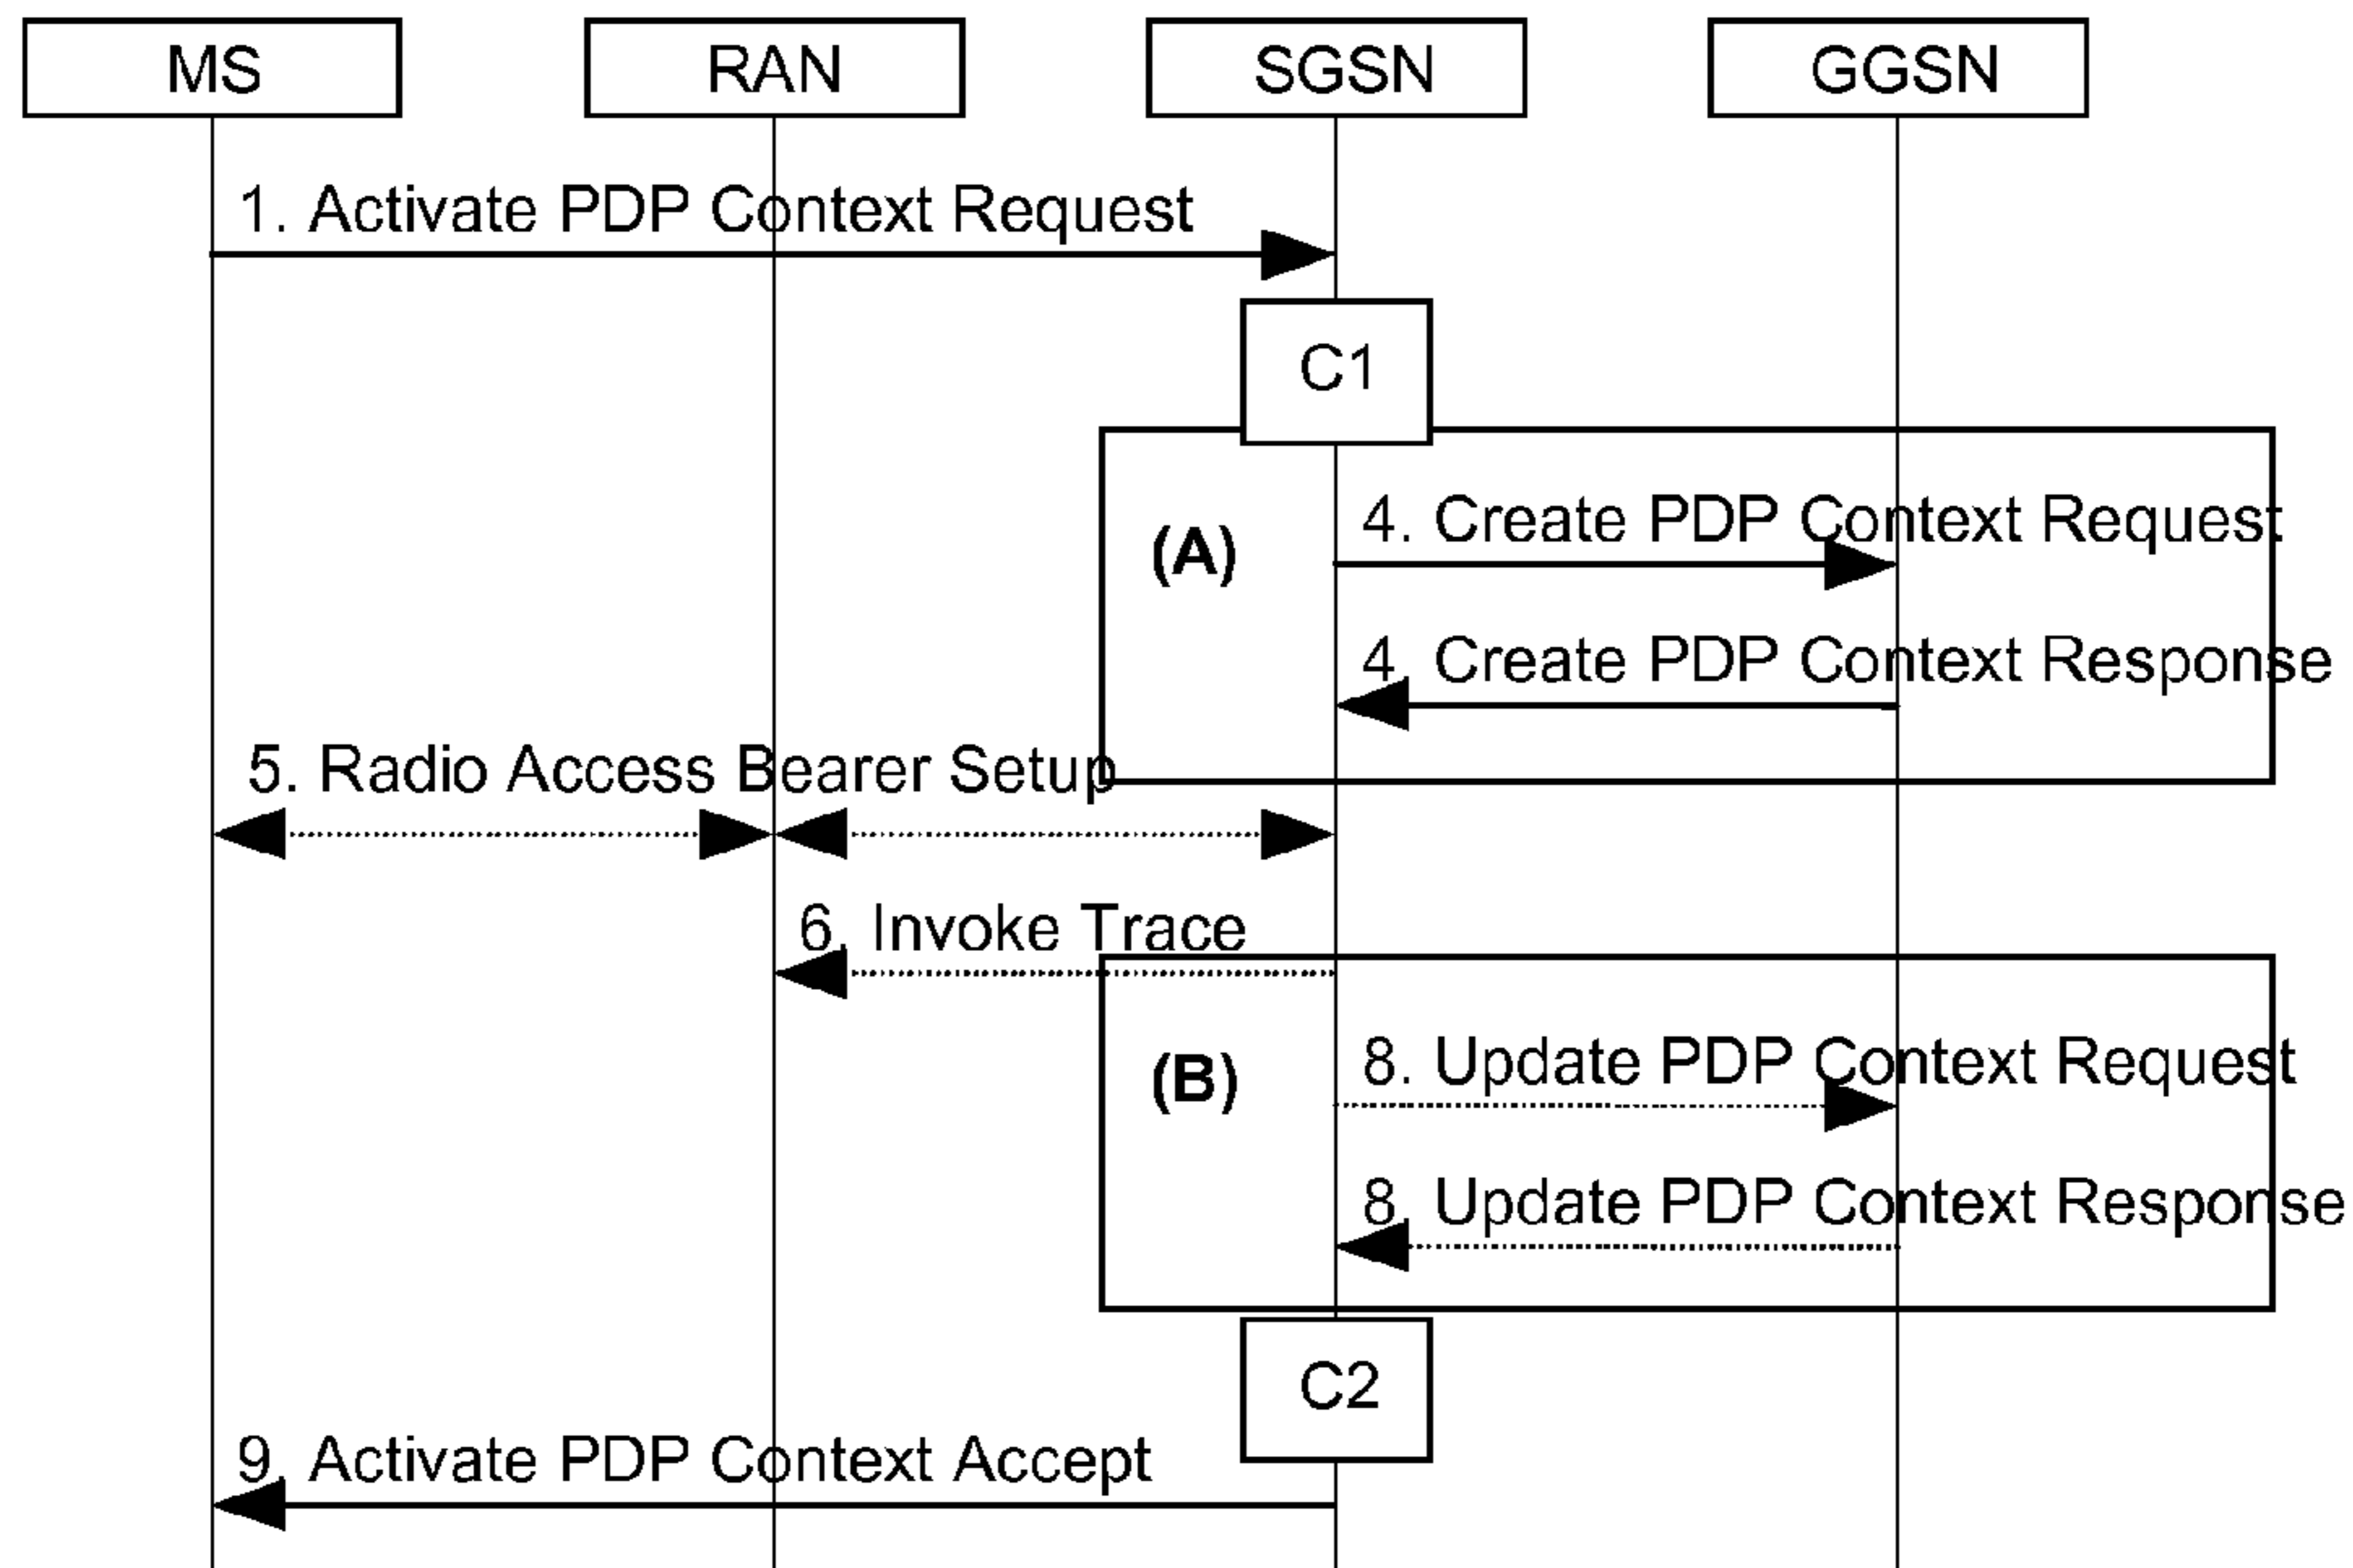 MS
RAN
SGSN
GGSN
1. Activate PDP Context Request
C1
(A)
4. Create PDP Context Request
4. Create PDP Context Response
5. Radio Access Bearer Setup
6. Invoke Trace
(B)
8. Update PDP Context Request
8. Update PDP Context Response
C2
9. Activate PDP Context Accept